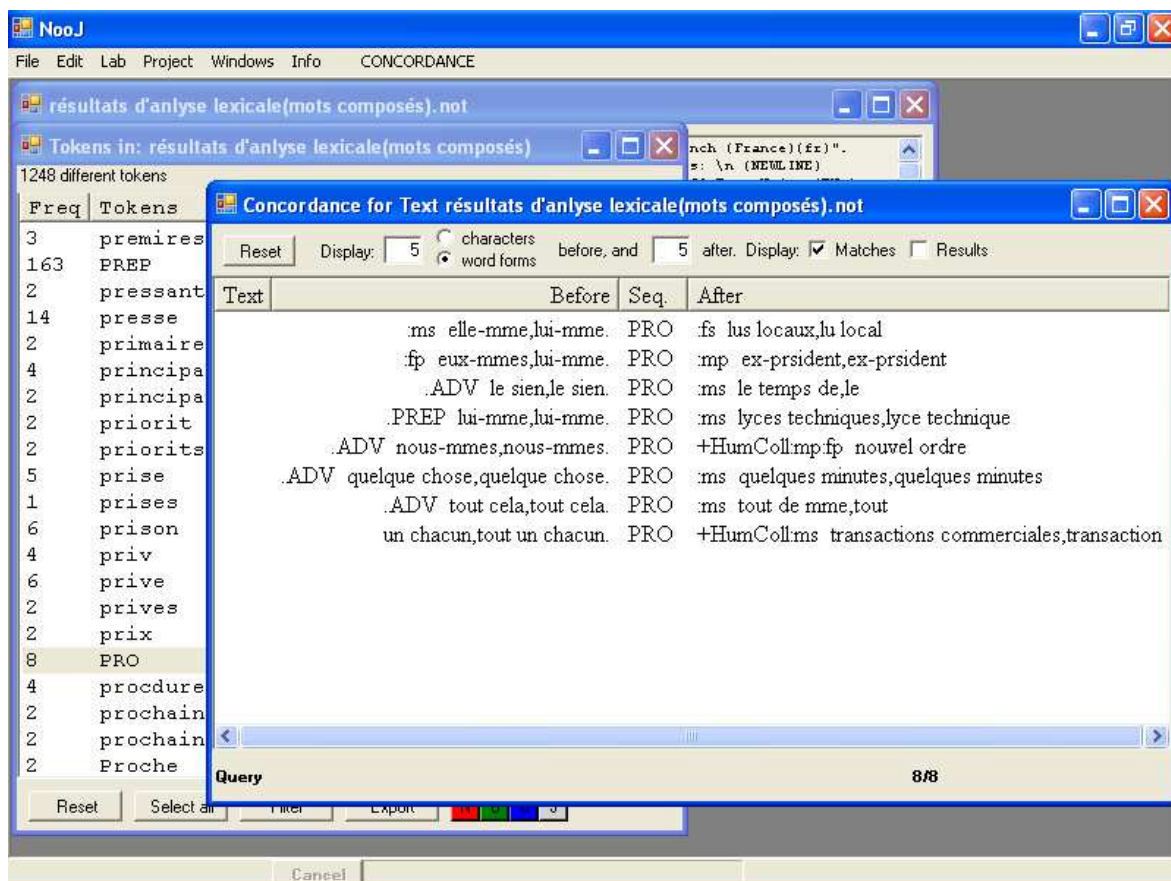 NooJ
File Edit Lab Project Windows Info CONCORDANCE
résultats d'anlyse lexicale(mots composés).not
Tokens in: résultats d'anlyse lexicale(mots composés)
nch (France)(fr)".
s: \n (NEWLINE)
1248 different tokens
Freq Tokens
3 premires
163 PREP
2 pressant
14 presse
2 primaire
4 principa
2 principa
2 priorit
2 priorits
5 prise
1 prises
6 prison
4 priv
6 prive
2 prives
2 prix
8 PRO
4 procdure
2 prochain
2 prochain
2 Proche
Reset Select all Filter Export
Concordance for Text résultats d'anlyse lexicale(mots composés).not
Reset Display: 5 characters word forms before, and 5 after. Display: Matches Results
Text Before Seq. After
:ms elle-mme,lui-mme. PRO :fs lus locaux,lu local
:fp eux-mmes,lui-mme. PRO :mp ex-prsident,ex-prsident
.ADV le sien,le sien. PRO :ms le temps de,le
.PREP lui-mme,lui-mme. PRO :ms lyces techniques,lyce technique
.ADV nous-mmes,nous-mmes. PRO +HumColl:mp:fp nouvel ordre
.ADV quelque chose,quelque chose. PRO :ms quelques minutes,quelques minutes
.ADV tout cela,tout cela. PRO :ms tout de mme,tout
un chacun,tout un chacun. PRO +HumColl:ms transactions commerciales,transaction
Query 8/8
Cancel